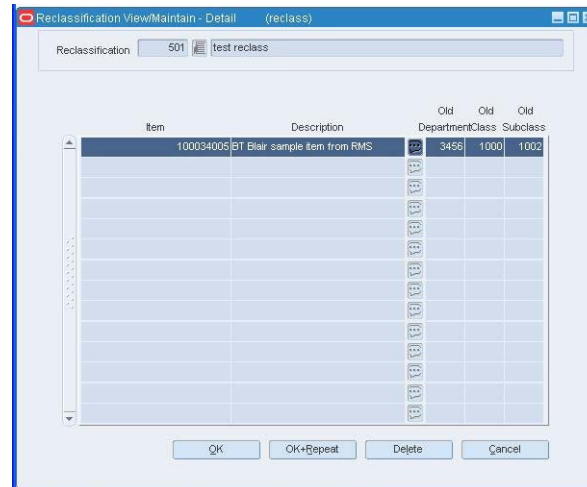 Reclassification View/Maintain - Detail (reclass)
Reclassification 501 test reclass
Old Old Old
Item Description Department Class Subclass
100034005 BT Blair sample item from RMS 3456 1000 1002
OK OK+Repeat Delete Cancel